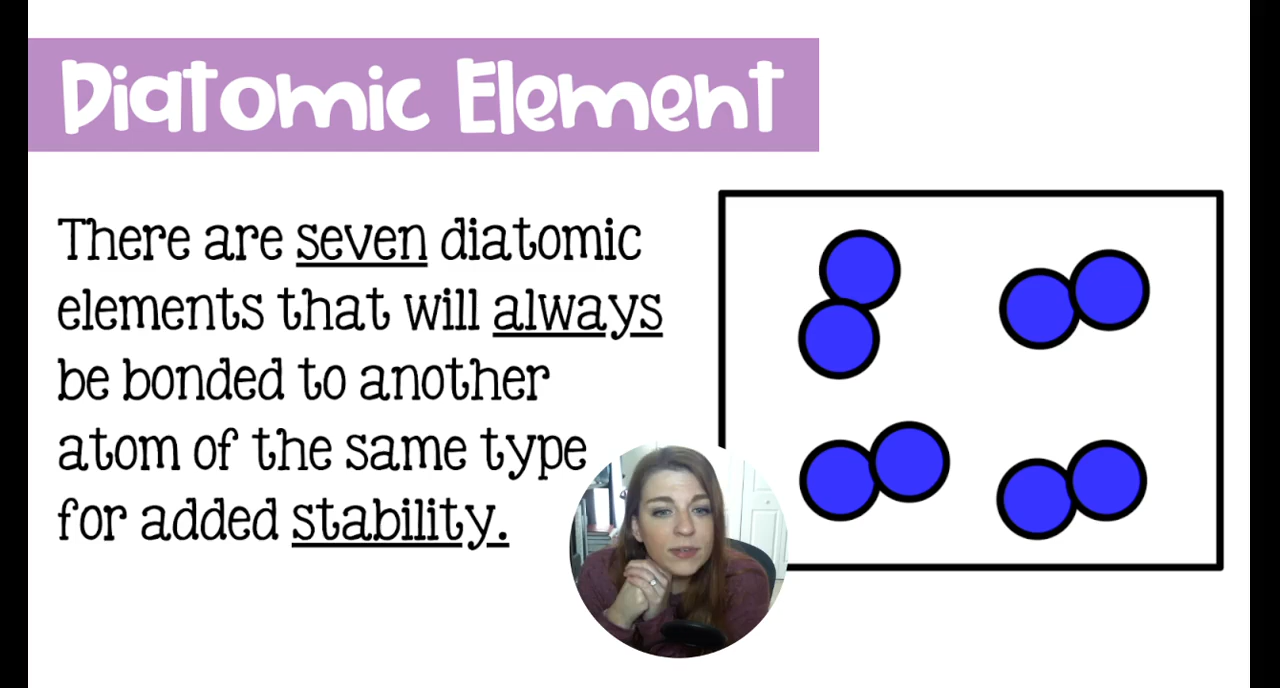 Diatomic Element
There are seven diatomic
elements that will always
be bonded to another
atom of the same type
for added stability.